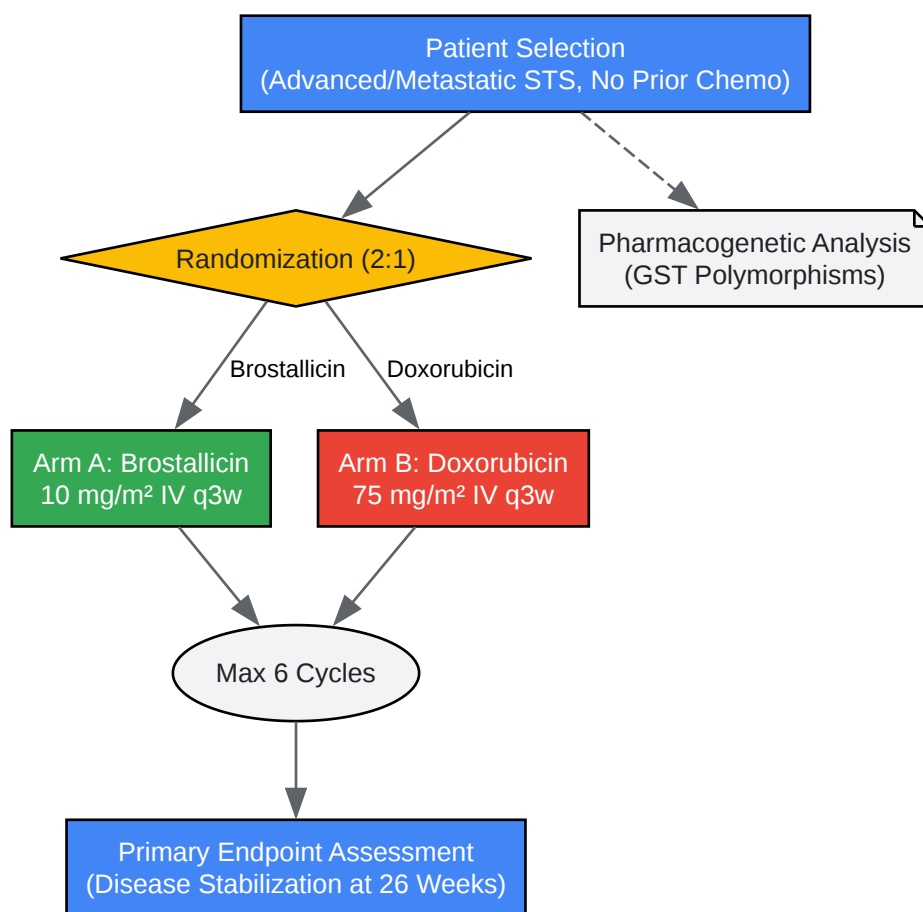 Patient Selection
(Advanced/Metastatic STS, No Prior Chemo)
Randomization (2:1)
Pharmacogenetic Analysis
(GST Polymorphisms)
Brostallicin
Doxorubicin
Arm A: Brostallicin
10 mg/m² IV q3w
Arm B: Doxorubicin
75 mg/m² IV q3w
Max 6 Cycles
Primary Endpoint Assessment
(Disease Stabilization at 26 Weeks)